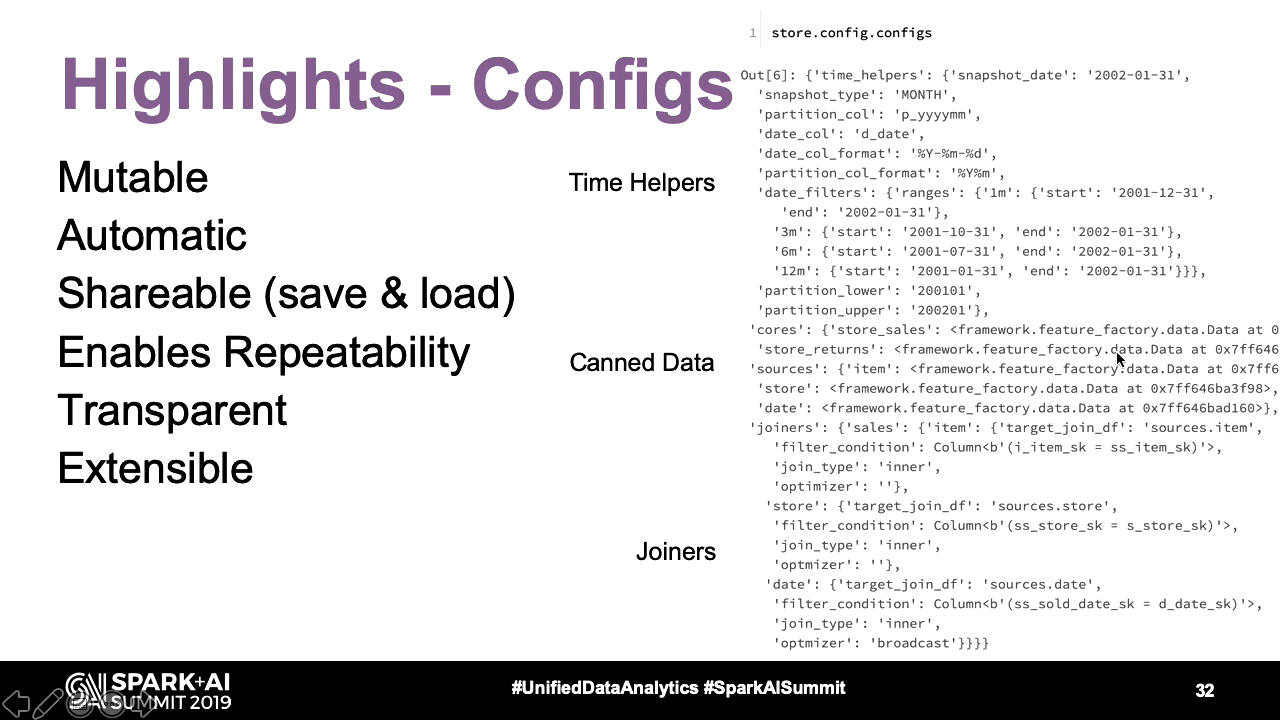 Highlights - Configs
Mutable
Automatic
Shareable (save & load)
Enables Repeatability
Transparent
Extensible
Time Helpers
Canned Data
Joiners
1 store.config.configs
Out[6]: {'time_helpers': {'snapshot_date': '2002-01-31',
'snapshot_type': 'MONTH',
'partition_col': 'p_yyyymm',
'date_col': 'd_date',
'date_col_format': '%Y-%m-%d',
'partition_col_format': '%Y%m',
'date_filters': {'ranges': {'1m': {'start': '2001-12-31',
'end': '2002-01-31'},
'3m': {'start': '2001-10-31', 'end': '2002-01-31'},
'6m': {'start': '2001-07-31', 'end': '2002-01-31'},
'12m': {'start': '2001-01-31', 'end': '2002-01-31'}}},
'partition_lower': '200101',
'partition_upper': '200201'},
'cores': {'store_sales': <framework.feature_factory.data.Data at 0
'store_returns': <framework.feature_factory.data.Data at 0x7ff646
'sources': {'item': <framework.feature_factory.data.Data at 0x7ff6
'store': <framework.feature_factory.data.Data at 0x7ff646ba3f98>,
'date': <framework.feature_factory.data.Data at 0x7ff646bad160>},
'joiners': {'sales': {'item': {'target_join_df': 'sources.item',
'filter_condition': Column<b'(i_item_sk = ss_item_sk)'>,
'join_type': 'inner',
'optimizer': ''},
'store': {'target_join_df': 'sources.store',
'filter_condition': Column<b'(ss_store_sk = s_store_sk)'>,
'join_type': 'inner',
'optmizer': ''},
'date': {'target_join_df': 'sources.date',
'filter_condition': Column<b'(ss_sold_date_sk = d_date_sk)'>,
'join_type': 'inner',
'optmizer': 'broadcast'}}}}
SPARK+AI
SUMMIT 2019
#UnifiedDataAnalytics #SparkAISummit
32